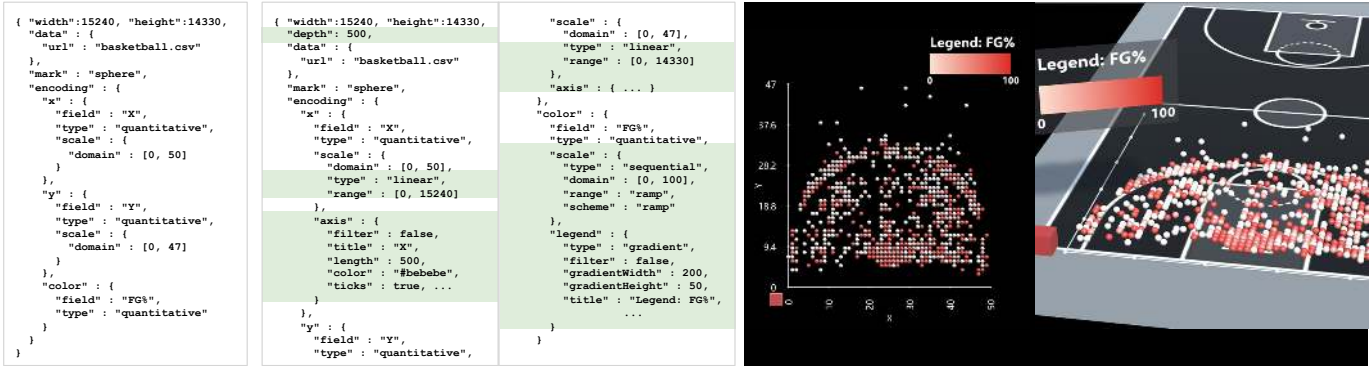 { "width":15240, "height":14330,
"data" : {
"url" : "basketball.csv"
},
"mark" : "sphere",
"encoding" : {
"x" : {
"field" : "X",
"type" : "quantitative",
"scale" : {
"domain" : [0, 50]
}
},
"y" : {
"field" : "Y",
"type" : "quantitative",
"scale" : {
"domain" : [0, 47]
}
},
"color" : {
"field" : "FG%",
"type" : "quantitative"
}
}
}
{ "width":15240, "height":14330,
"depth": 500,
"data" : {
"url" : "basketball.csv"
},
"mark" : "sphere",
"encoding" : {
"x" : {
"field" : "X",
"type" : "quantitative",
"scale" : {
"domain" : [0, 50],
"type" : "linear",
"range" : [0, 15240]
},
"axis" : {
"filter" : false,
"title" : "X",
"length" : 500,
"color" : "#bebebe",
"ticks" : true, ...
}
},
"y" : {
"field" : "Y",
"type" : "quantitative",
"scale" : {
"domain" : [0, 47],
"type" : "linear",
"range" : [0, 14330]
},
"axis" : { ... }
},
"color" : {
"field" : "FG%",
"type" : "quantitative",
"scale" : {
"type" : "sequential",
"domain" : [0, 100],
"range" : "ramp",
"scheme" : "ramp"
},
"legend" : {
"type" : "gradient",
"filter" : false,
"gradientWidth" : 200,
"gradientHeight" : 50,
"title" : "Legend: FG%",
...
}
}
Legend: FG%
0 100
47
37.6
28.2
Y
18.8
9.4
0
0 10 20 30 40 50
X
Legend: FG%
0 100